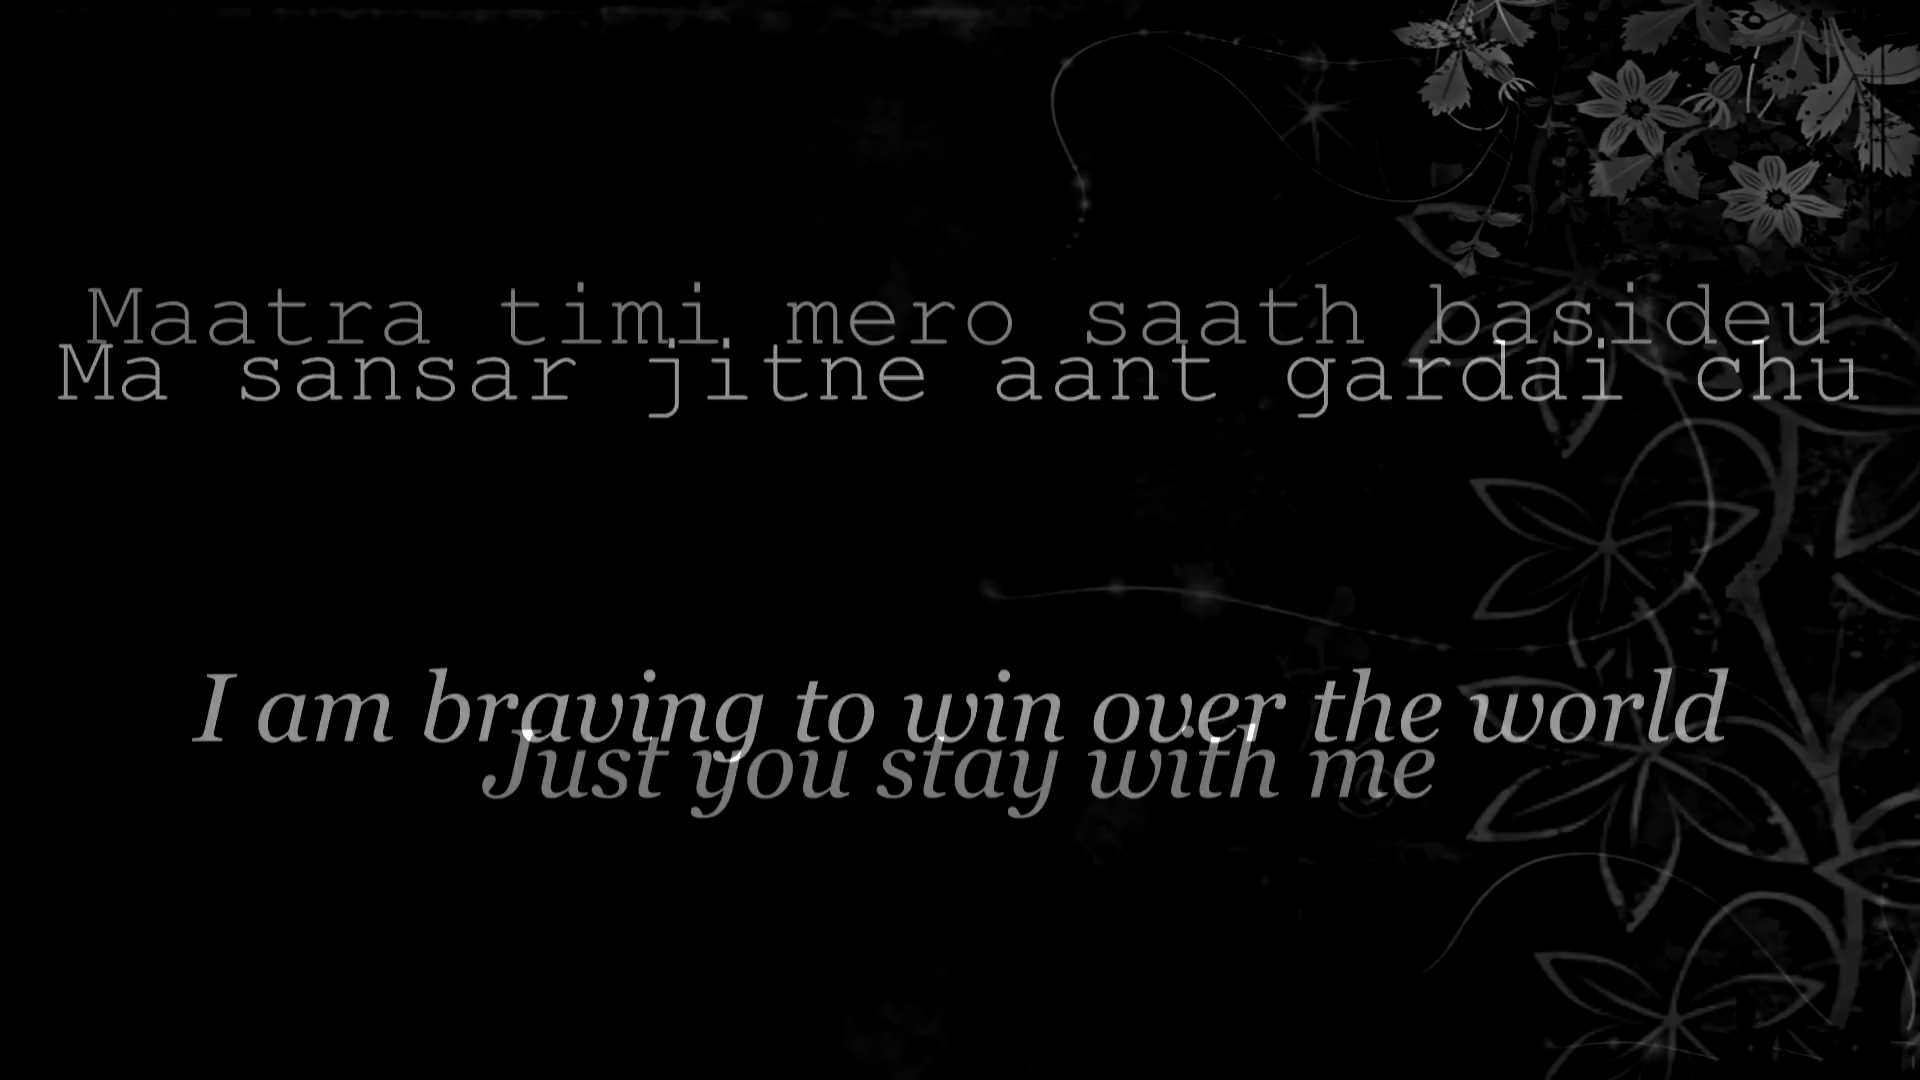 Maatra timi mero saath basideu
Ma sansar jitne aant gardai chu
I am braving to win over the world
Just you stay with me